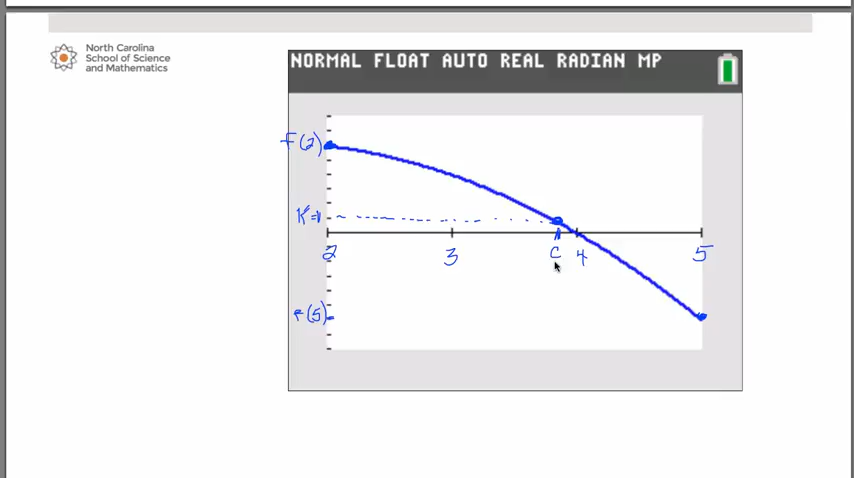 North Carolina
School of Science
and Mathematics
NORMAL FLOAT AUTO REAL RADIAN MP
f(2)
K=1
2 3 c 4 5
f(5)